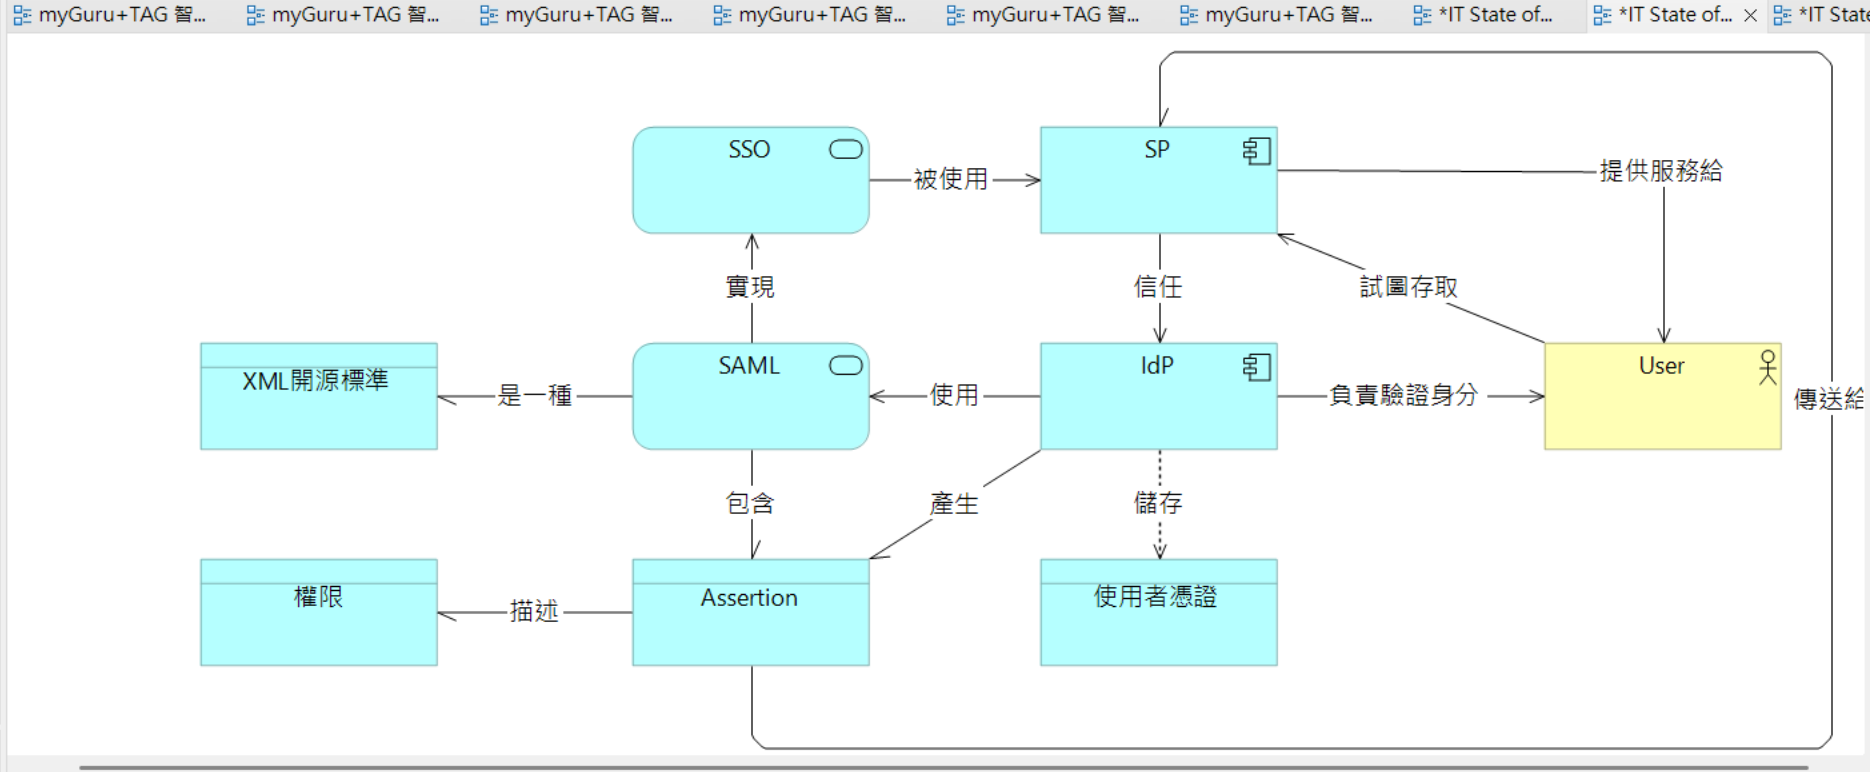 myGuru+TAG 智...
myGuru+TAG 智...
myGuru+TAG 智...
myGuru+TAG 智...
myGuru+TAG 智...
myGuru+TAG 智...
*IT State of...
*IT State of...
*IT State
SSO
被使用
SP
提供服務給
實現
信任
試圖存取
XML開源標準
是一種
SAML
使用
IdP
負責驗證身分
User
傳送給
包含
產生
儲存
權限
描述
Assertion
使用者憑證